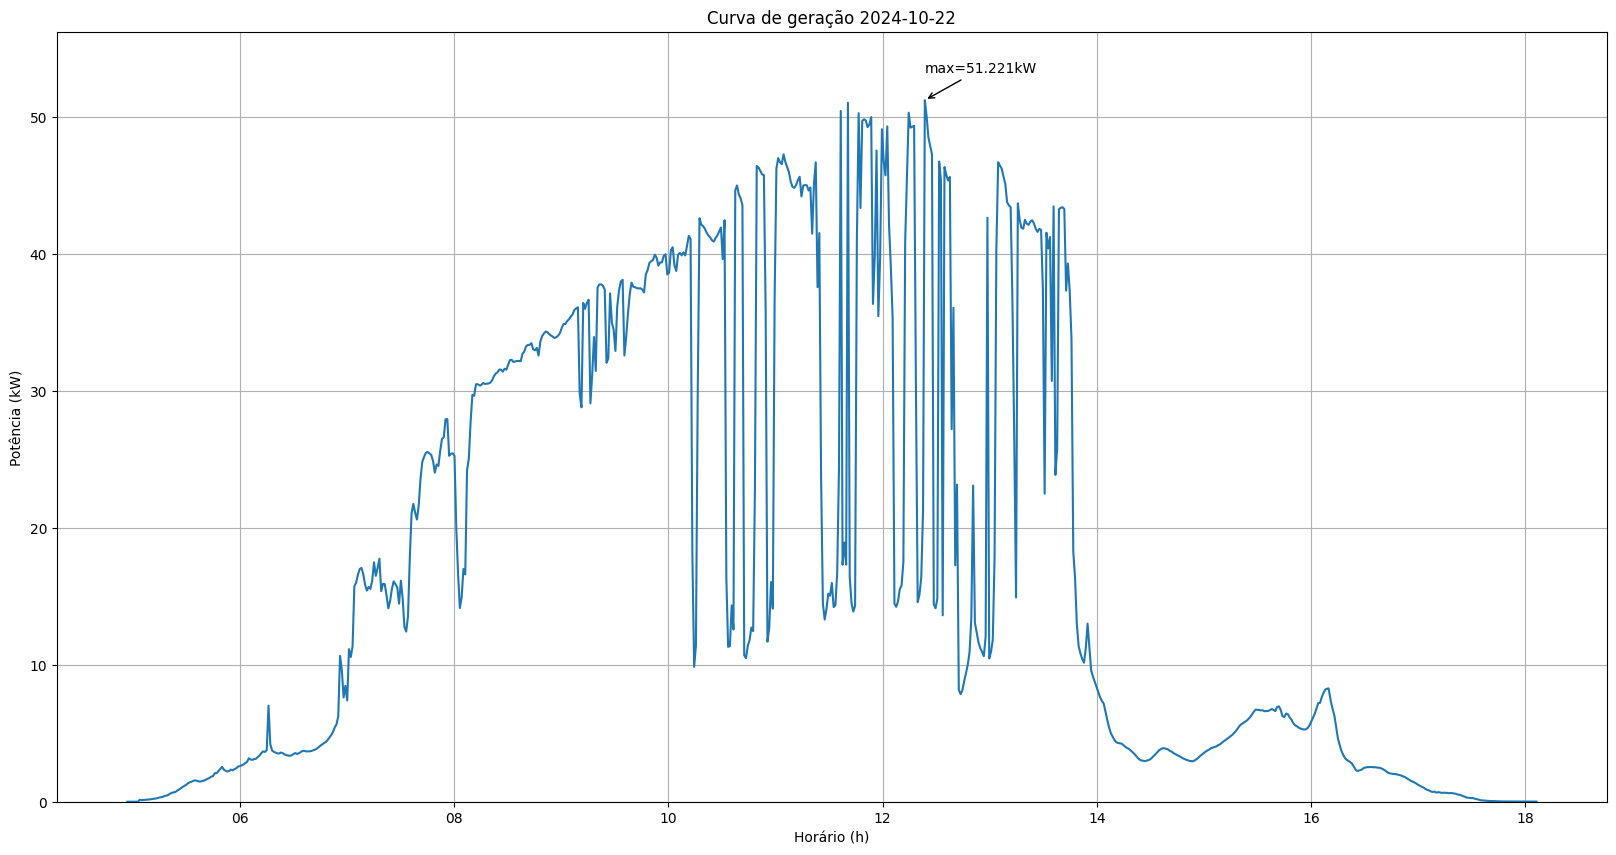 Curva de geração 2024-10-22
max=51.221kW
50
40
30
20
10
0
Potência (kW)
06 08 10 12 14 16 18
Horário (h)